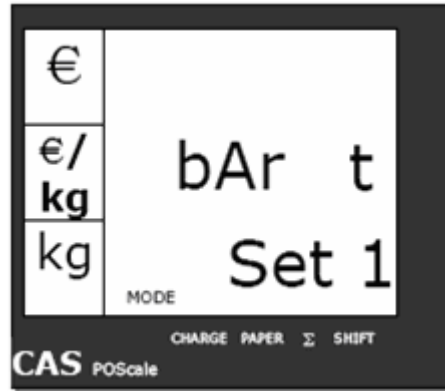 €
€/
kg
bAr t
kg
Set 1
MODE
CHARGE PAPER Σ SHIFT
CAS POScale